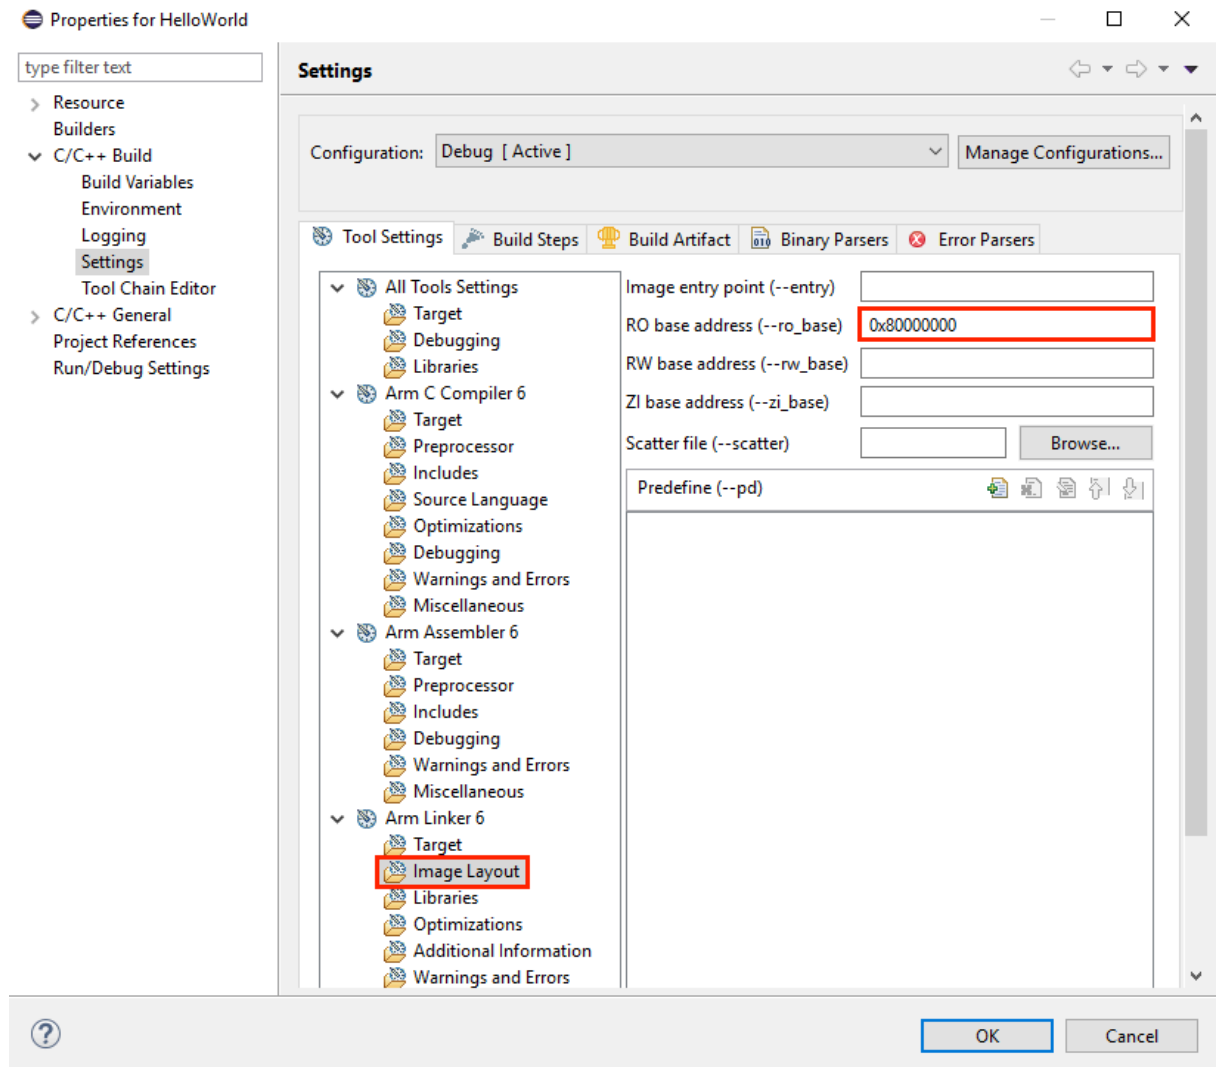 Properties for HelloWorld
type filter text
Resource
Builders
C/C++ Build
Build Variables
Environment
Logging
Settings
Tool Chain Editor
C/C++ General
Project References
Run/Debug Settings
Settings
Configuration: Debug [ Active ] Manage Configurations...
Tool Settings Build Steps Build Artifact Binary Parsers Error Parsers
All Tools Settings
Target
Debugging
Libraries
Arm C Compiler 6
Target
Preprocessor
Includes
Source Language
Optimizations
Debugging
Warnings and Errors
Miscellaneous
Arm Assembler 6
Target
Preprocessor
Includes
Debugging
Warnings and Errors
Miscellaneous
Arm Linker 6
Target
Image Layout
Libraries
Optimizations
Additional Information
Warnings and Errors
Image entry point (--entry)
RO base address (--ro_base) 0x80000000
RW base address (--rw_base)
ZI base address (--zi_base)
Scatter file (--scatter) Browse...
Predefine (--pd)
OK Cancel